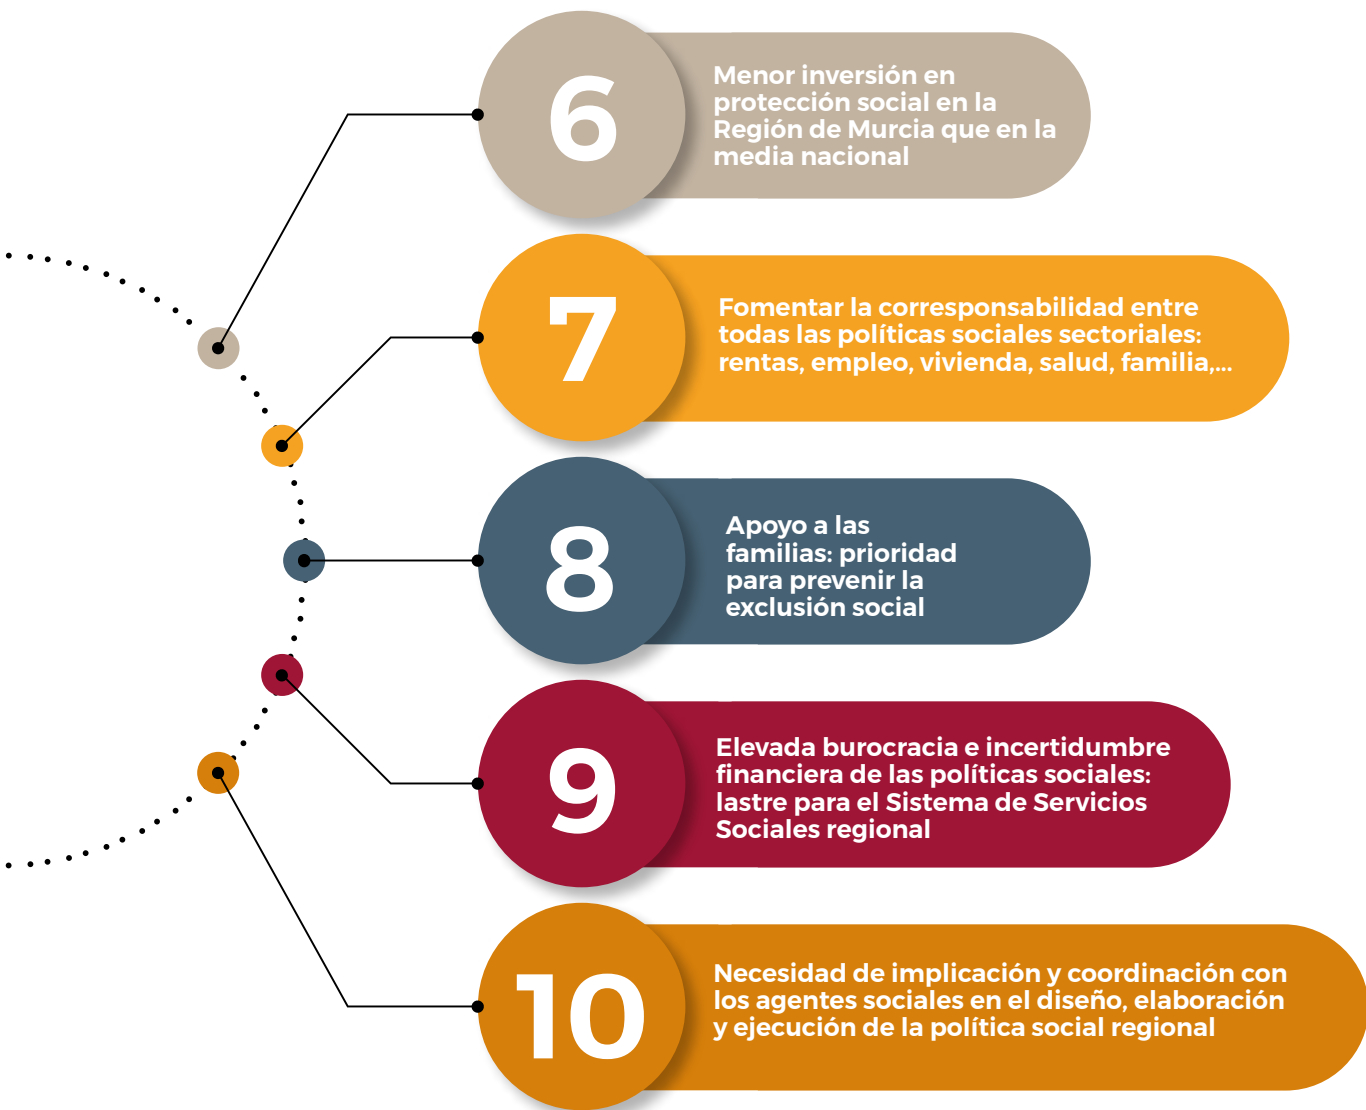 6
Menor inversión en
protección social en la
Región de Murcia que en la
media nacional
7
Fomentar la corresponsabilidad entre
todas las políticas sociales sectoriales:
rentas, empleo, vivienda, salud, familia,...
8
Apoyo a las
familias: prioridad
para prevenir la
exclusión social
9
Elevada burocracia e incertidumbre
financiera de las políticas sociales:
lastre para el Sistema de Servicios
Sociales regional
10
Necesidad de implicación y coordinación con
los agentes sociales en el diseño, elaboración
y ejecución de la política social regional